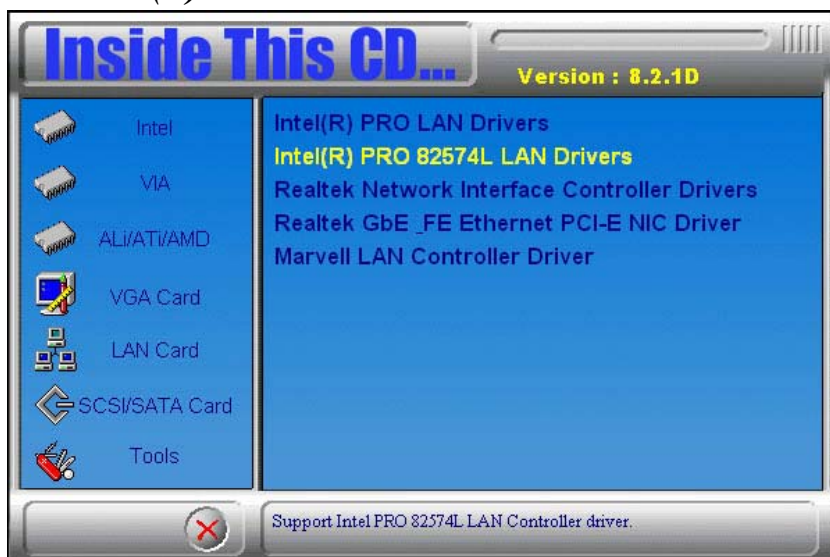 Inside This CD...
Version : 8.2.1D
Intel
VIA
ALi/ATi/AMD
VGA Card
LAN Card
SCSI/SATA Card
Tools
Intel(R) PRO LAN Drivers
Intel(R) PRO 82574L LAN Drivers
Realtek Network Interface Controller Drivers
Realtek GbE _FE Ethernet PCI-E NIC Driver
Marvell LAN Controller Driver
Support Intel PRO 82574L LAN Controller driver.